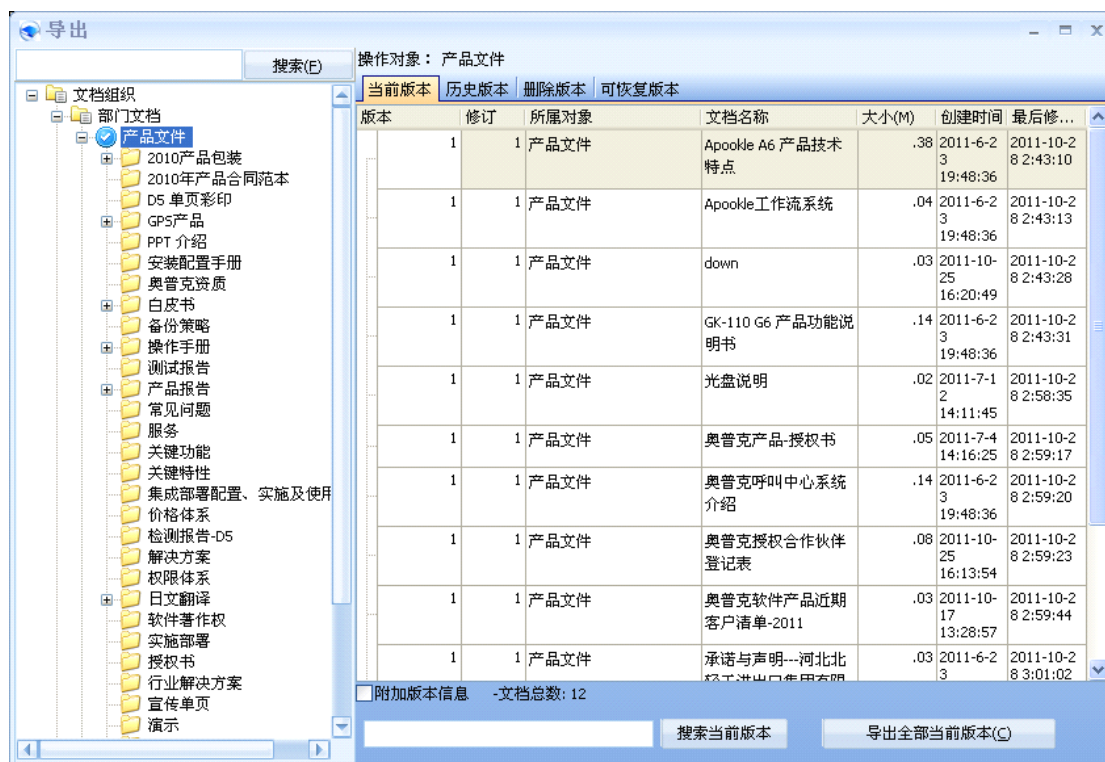 导出
搜索(F)
文档组织
部门文档
产品文件
2010产品包装
2010年产品合同范本
D5 单页彩印
GPS产品
PPT 介绍
安装配置手册
奥普克资质
白皮书
备份策略
操作手册
测试报告
产品报告
常见问题
服务
关键功能
关键特性
集成部署配置、实施及使用
价格体系
检测报告-D5
解决方案
权限体系
日文翻译
软件著作权
实施部署
授权书
行业解决方案
宣传单页
演示
操作对象： 产品文件
当前版本 历史版本 删除版本 可恢复版本
版本 修订 所属对象 文档名称 大小(M) 创建时间 最后修...
1 1 产品文件 Apookle A6 产品技术 .38 2011-6-2 2011-10-2
特点 3 8 2:43:10
19:48:36
1 1 产品文件 Apookle工作流系统 .04 2011-6-2 2011-10-2
3 8 2:43:13
19:48:36
1 1 产品文件 down .03 2011-10- 2011-10-2
25 8 2:43:28
16:20:49
1 1 产品文件 GK-110 G6 产品功能说 .14 2011-6-2 2011-10-2
明书 3 8 2:43:31
19:48:36
1 1 产品文件 光盘说明 .02 2011-7-1 2011-10-2
2 8 2:58:35
14:11:45
1 1 产品文件 奥普克产品-授权书 .05 2011-7-4 2011-10-2
14:16:25 8 2:59:17
1 1 产品文件 奥普克呼叫中心系统 .14 2011-6-2 2011-10-2
介绍 3 8 2:59:20
19:48:36
1 1 产品文件 奥普克授权合作伙伴 .08 2011-10- 2011-10-2
登记表 25 8 2:59:23
16:13:54
1 1 产品文件 奥普克软件产品近期 .03 2011-10- 2011-10-2
客户清单-2011 17 8 2:59:44
13:28:57
1 1 产品文件 承诺与声明---河北北 .03 2011-6-2 2011-10-2
轻工进出口集团有限 3 8 3:01:02
附加版本信息 -文档总数: 12
搜索当前版本 导出全部当前版本(C)